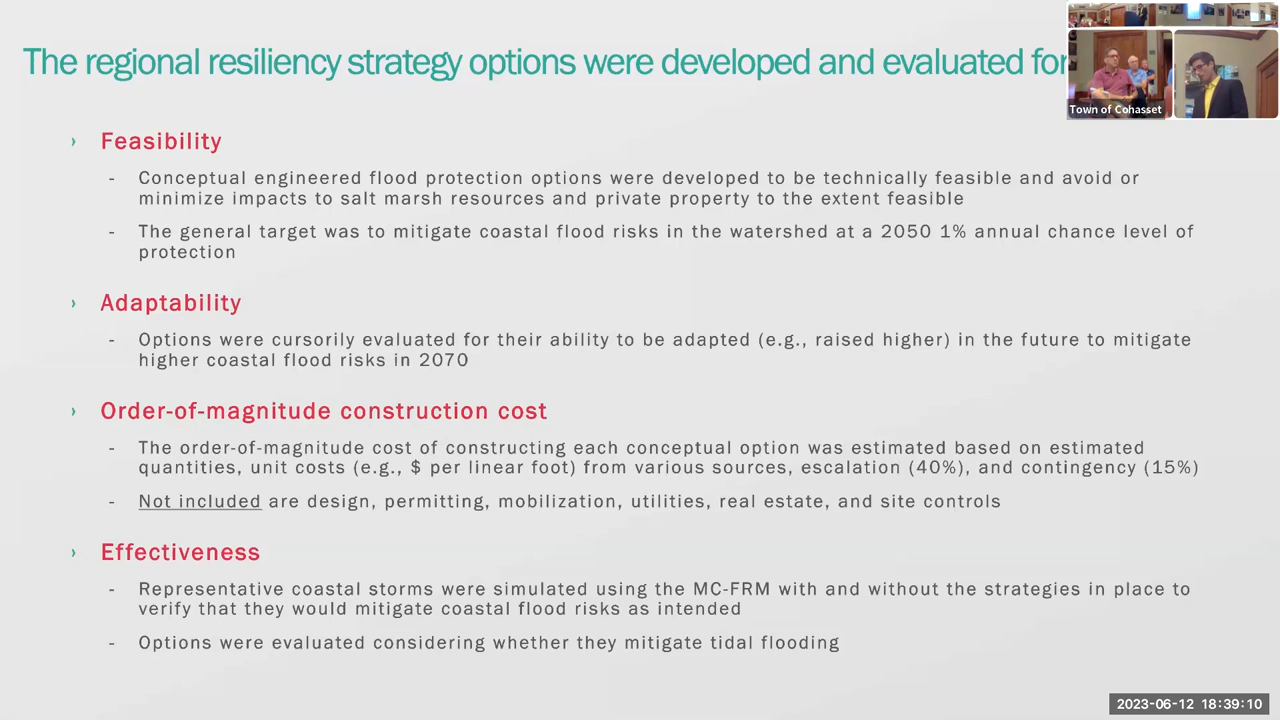 The regional resiliency strategy options were developed and evaluated for
Town of Cohasset
› Feasibility
- Conceptual engineered flood protection options were developed to be technically feasible and avoid or
minimize impacts to salt marsh resources and private property to the extent feasible
- The general target was to mitigate coastal flood risks in the watershed at a 2050 1% annual chance level of
protection
› Adaptability
- Options were cursorily evaluated for their ability to be adapted (e.g., raised higher) in the future to mitigate
higher coastal flood risks in 2070
› Order-of-magnitude construction cost
- The order-of-magnitude cost of constructing each conceptual option was estimated based on estimated
quantities, unit costs (e.g., $ per linear foot) from various sources, escalation (40%), and contingency (15%)
- Not included are design, permitting, mobilization, utilities, real estate, and site controls
› Effectiveness
- Representative coastal storms were simulated using the MC-FRM with and without the strategies in place to
verify that they would mitigate coastal flood risks as intended
- Options were evaluated considering whether they mitigate tidal flooding
2023-06-12 18:39:10